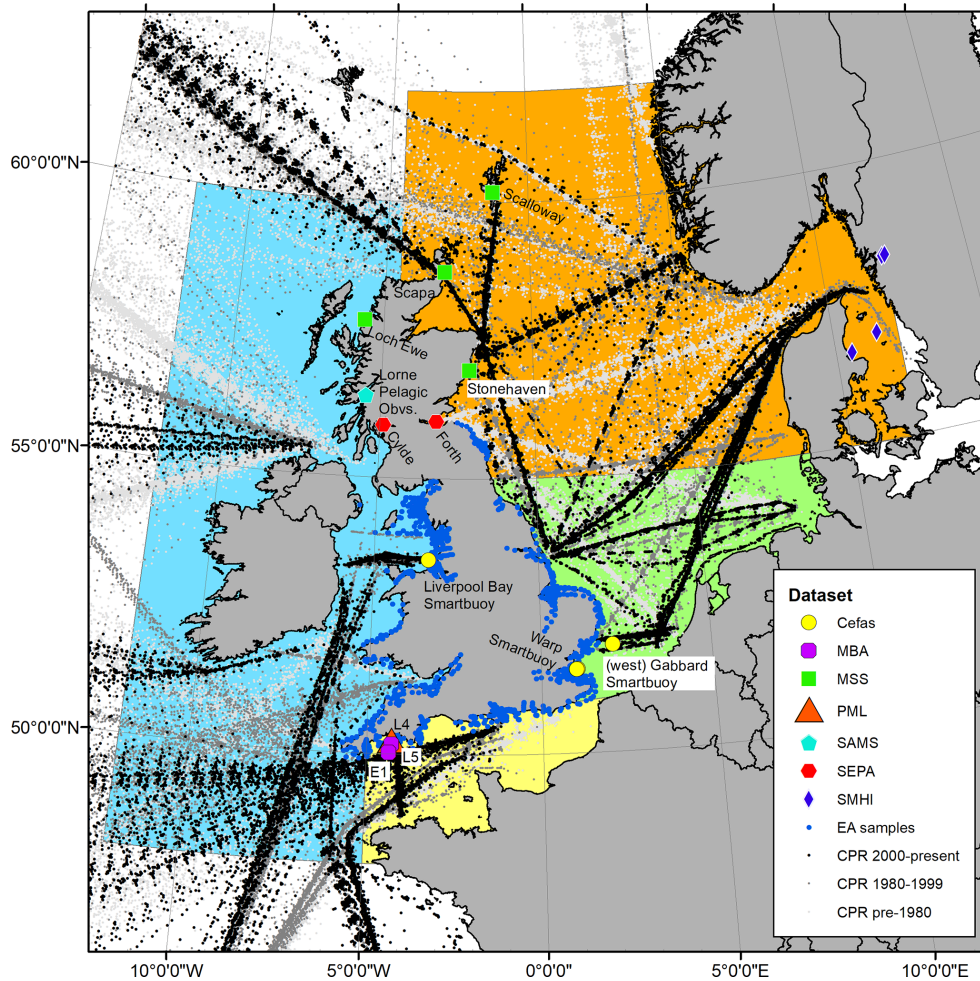 60°0'0"N
55°0'0"N
50°0'0"N
Scalloway
Scapa
och Ewe
Stonehaven
Lorne
Pelagic
Obvs.
Clyde
Forth
Liverpool Bay
Smartbuoy
Warp
Smartbuoy
(west) Gabbard
Smartbuoy
L4
L5
E1
Dataset
Cefas
MBA
MSS
PML
SAMS
SEPA
SMHI
EA samples
CPR 2000-present
CPR 1980-1999
CPR pre-1980
10°0'0"W
5°0'0"W
0°0'0"
5°0'0"E
10°0'0"E